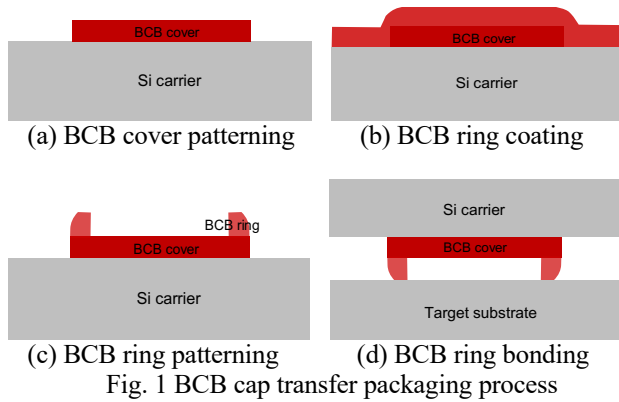 BCB cover
Si carrier
(a) BCB cover patterning
BCB cover
Si carrier
(b) BCB ring coating
BCB ring
BCB cover
Si carrier
(c) BCB ring patterning
Si carrier
BCB cover
Target substrate
(d) BCB ring bonding
Fig. 1 BCB cap transfer packaging process